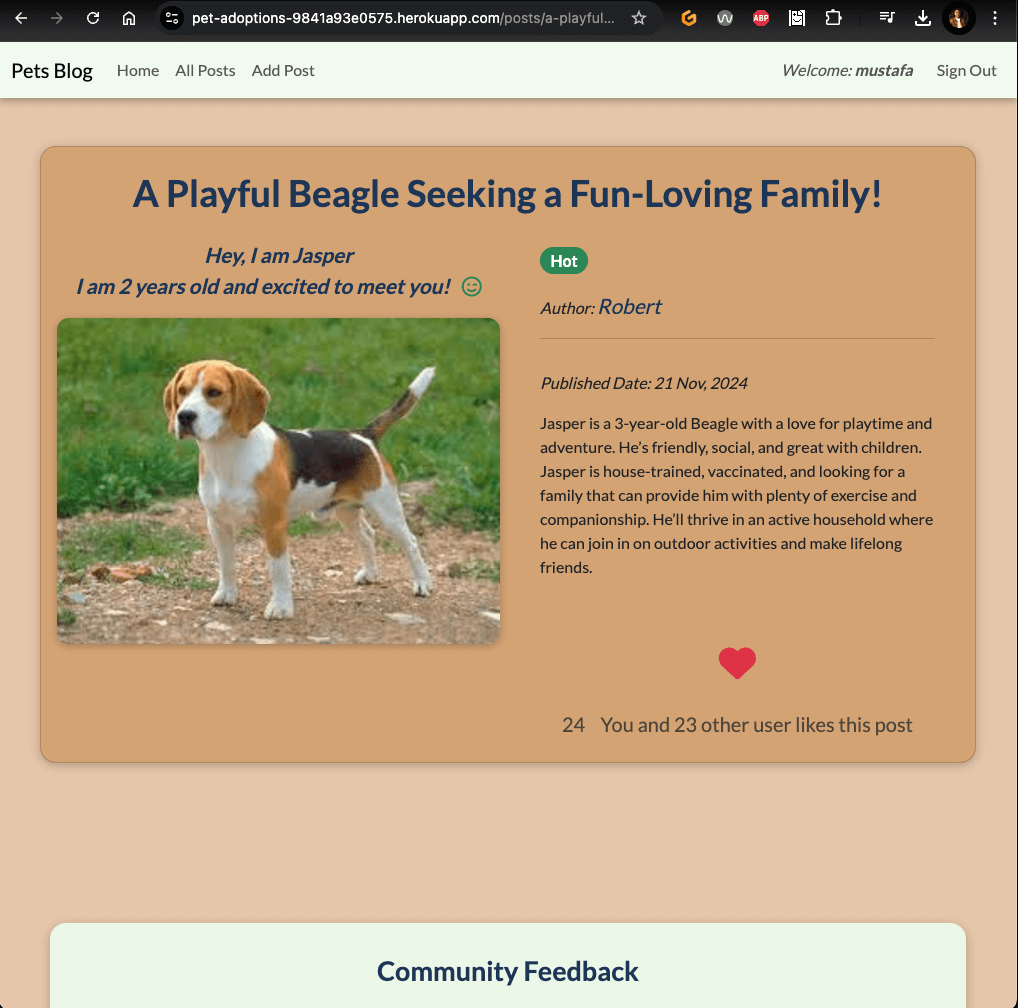 pet-adoptions-9841a93e0575.herokuapp.com/posts/a-playful...
ABP
Pets Blog Home All Posts Add Post Welcome: mustafa Sign Out
A Playful Beagle Seeking a Fun-Loving Family!
Hey, I am Jasper
I am 2 years old and excited to meet you!
Hot
Author: Robert
Published Date: 21 Nov, 2024
Jasper is a 3-year-old Beagle with a love for playtime and
adventure. He’s friendly, social, and great with children.
Jasper is house-trained, vaccinated, and looking for a
family that can provide him with plenty of exercise and
companionship. He’ll thrive in an active household where
he can join in on outdoor activities and make lifelong
friends.
24 You and 23 other user likes this post
Community Feedback